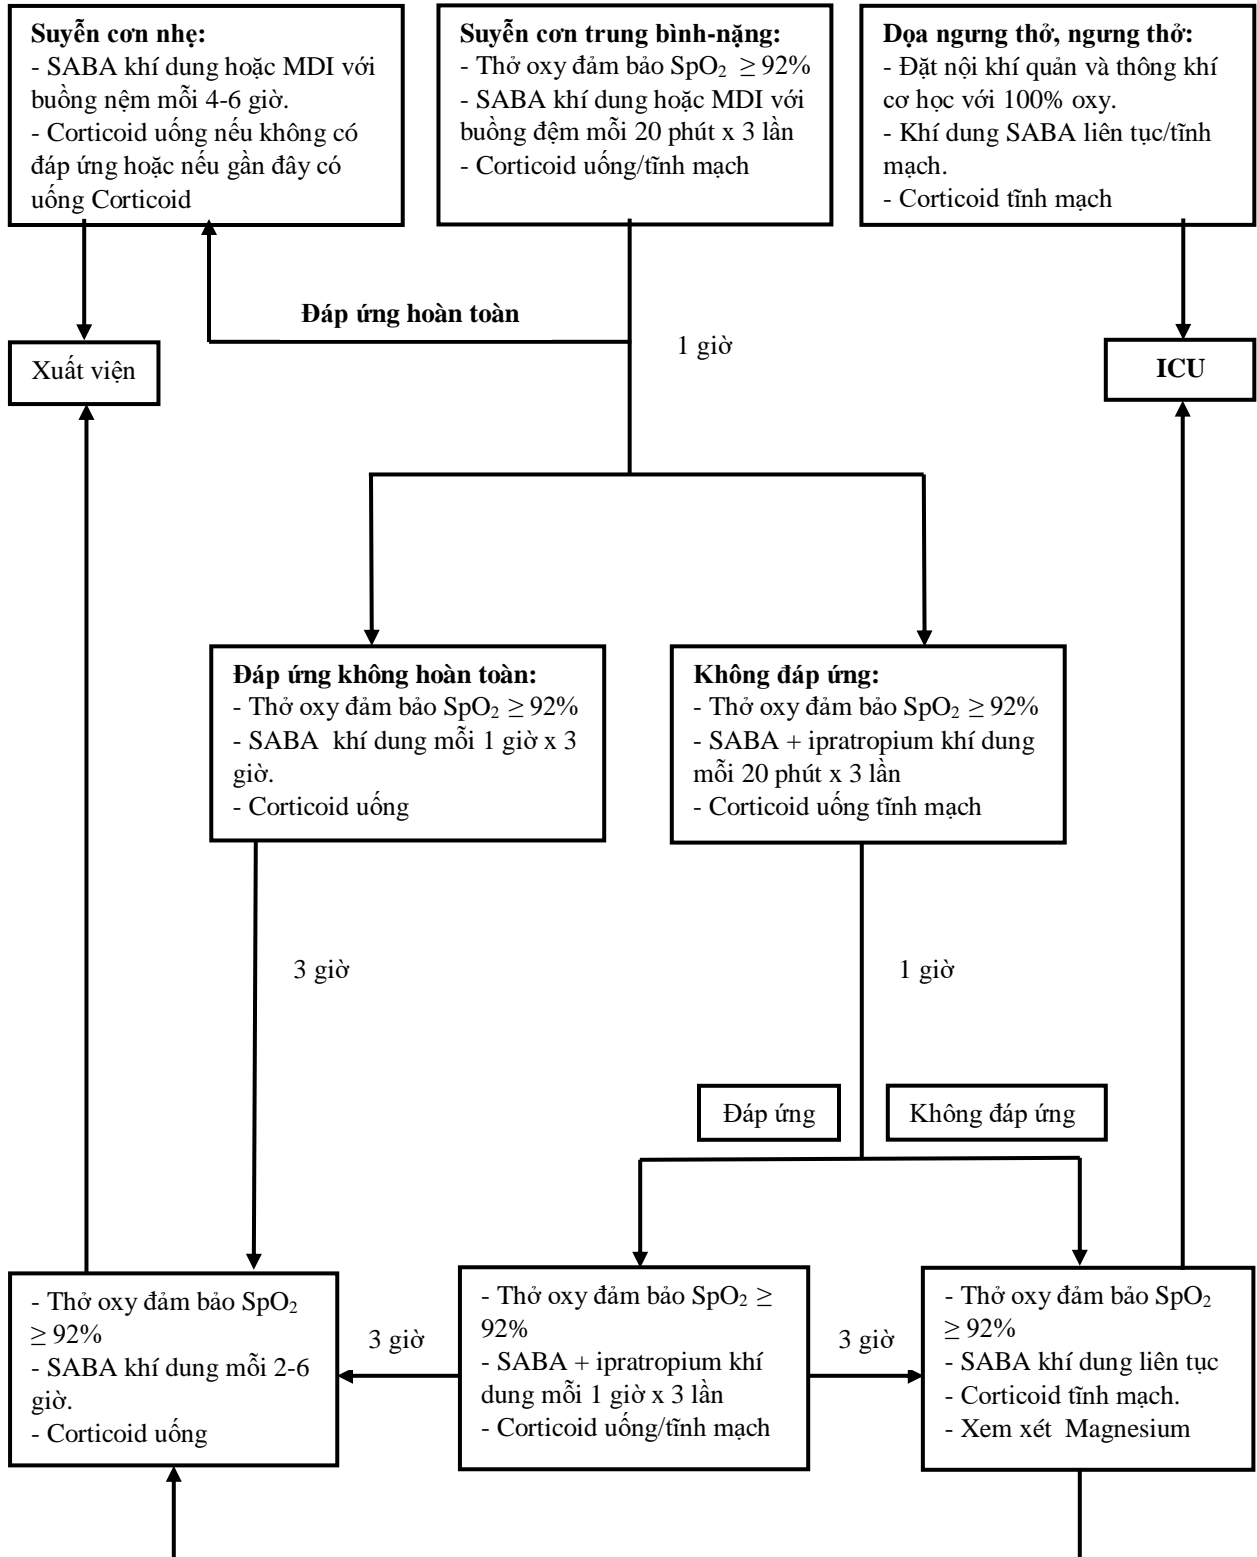 Suyễn cơn nhẹ:
- SABA khí dung hoặc MDI với
buồng nệm mỗi 4-6 giờ.
- Corticoid uống nếu không có
đáp ứng hoặc nếu gần đây có
uống Corticoid
Suyễn cơn trung bình-nặng:
- Thở oxy đảm bảo SpO₂ ≥ 92%
- SABA khí dung hoặc MDI với
buồng đệm mỗi 20 phút x 3 lần
- Corticoid uống/tĩnh mạch
Dọa ngưng thở, ngưng thở:
- Đặt nội khí quản và thông khí
cơ học với 100% oxy.
- Khí dung SABA liên tục/tĩnh
mạch.
- Corticoid tĩnh mạch
Đáp ứng hoàn toàn
1 giờ
Xuất viện
ICU
Đáp ứng không hoàn toàn:
- Thở oxy đảm bảo SpO₂ ≥ 92%
- SABA khí dung mỗi 1 giờ x 3
giờ.
- Corticoid uống
Không đáp ứng:
- Thở oxy đảm bảo SpO₂ ≥ 92%
- SABA + ipratropium khí dung
mỗi 20 phút x 3 lần
- Corticoid uống tĩnh mạch
3 giờ
1 giờ
Đáp ứng
Không đáp ứng
- Thở oxy đảm bảo SpO₂
≥ 92%
- SABA khí dung mỗi 2-6
giờ.
- Corticoid uống
3 giờ
- Thở oxy đảm bảo SpO₂ ≥
92%
- SABA + ipratropium khí
dung mỗi 1 giờ x 3 lần
- Corticoid uống/tĩnh mạch
3 giờ
- Thở oxy đảm bảo SpO₂
≥ 92%
- SABA khí dung liên tục
- Corticoid tĩnh mạch.
- Xem xét Magnesium